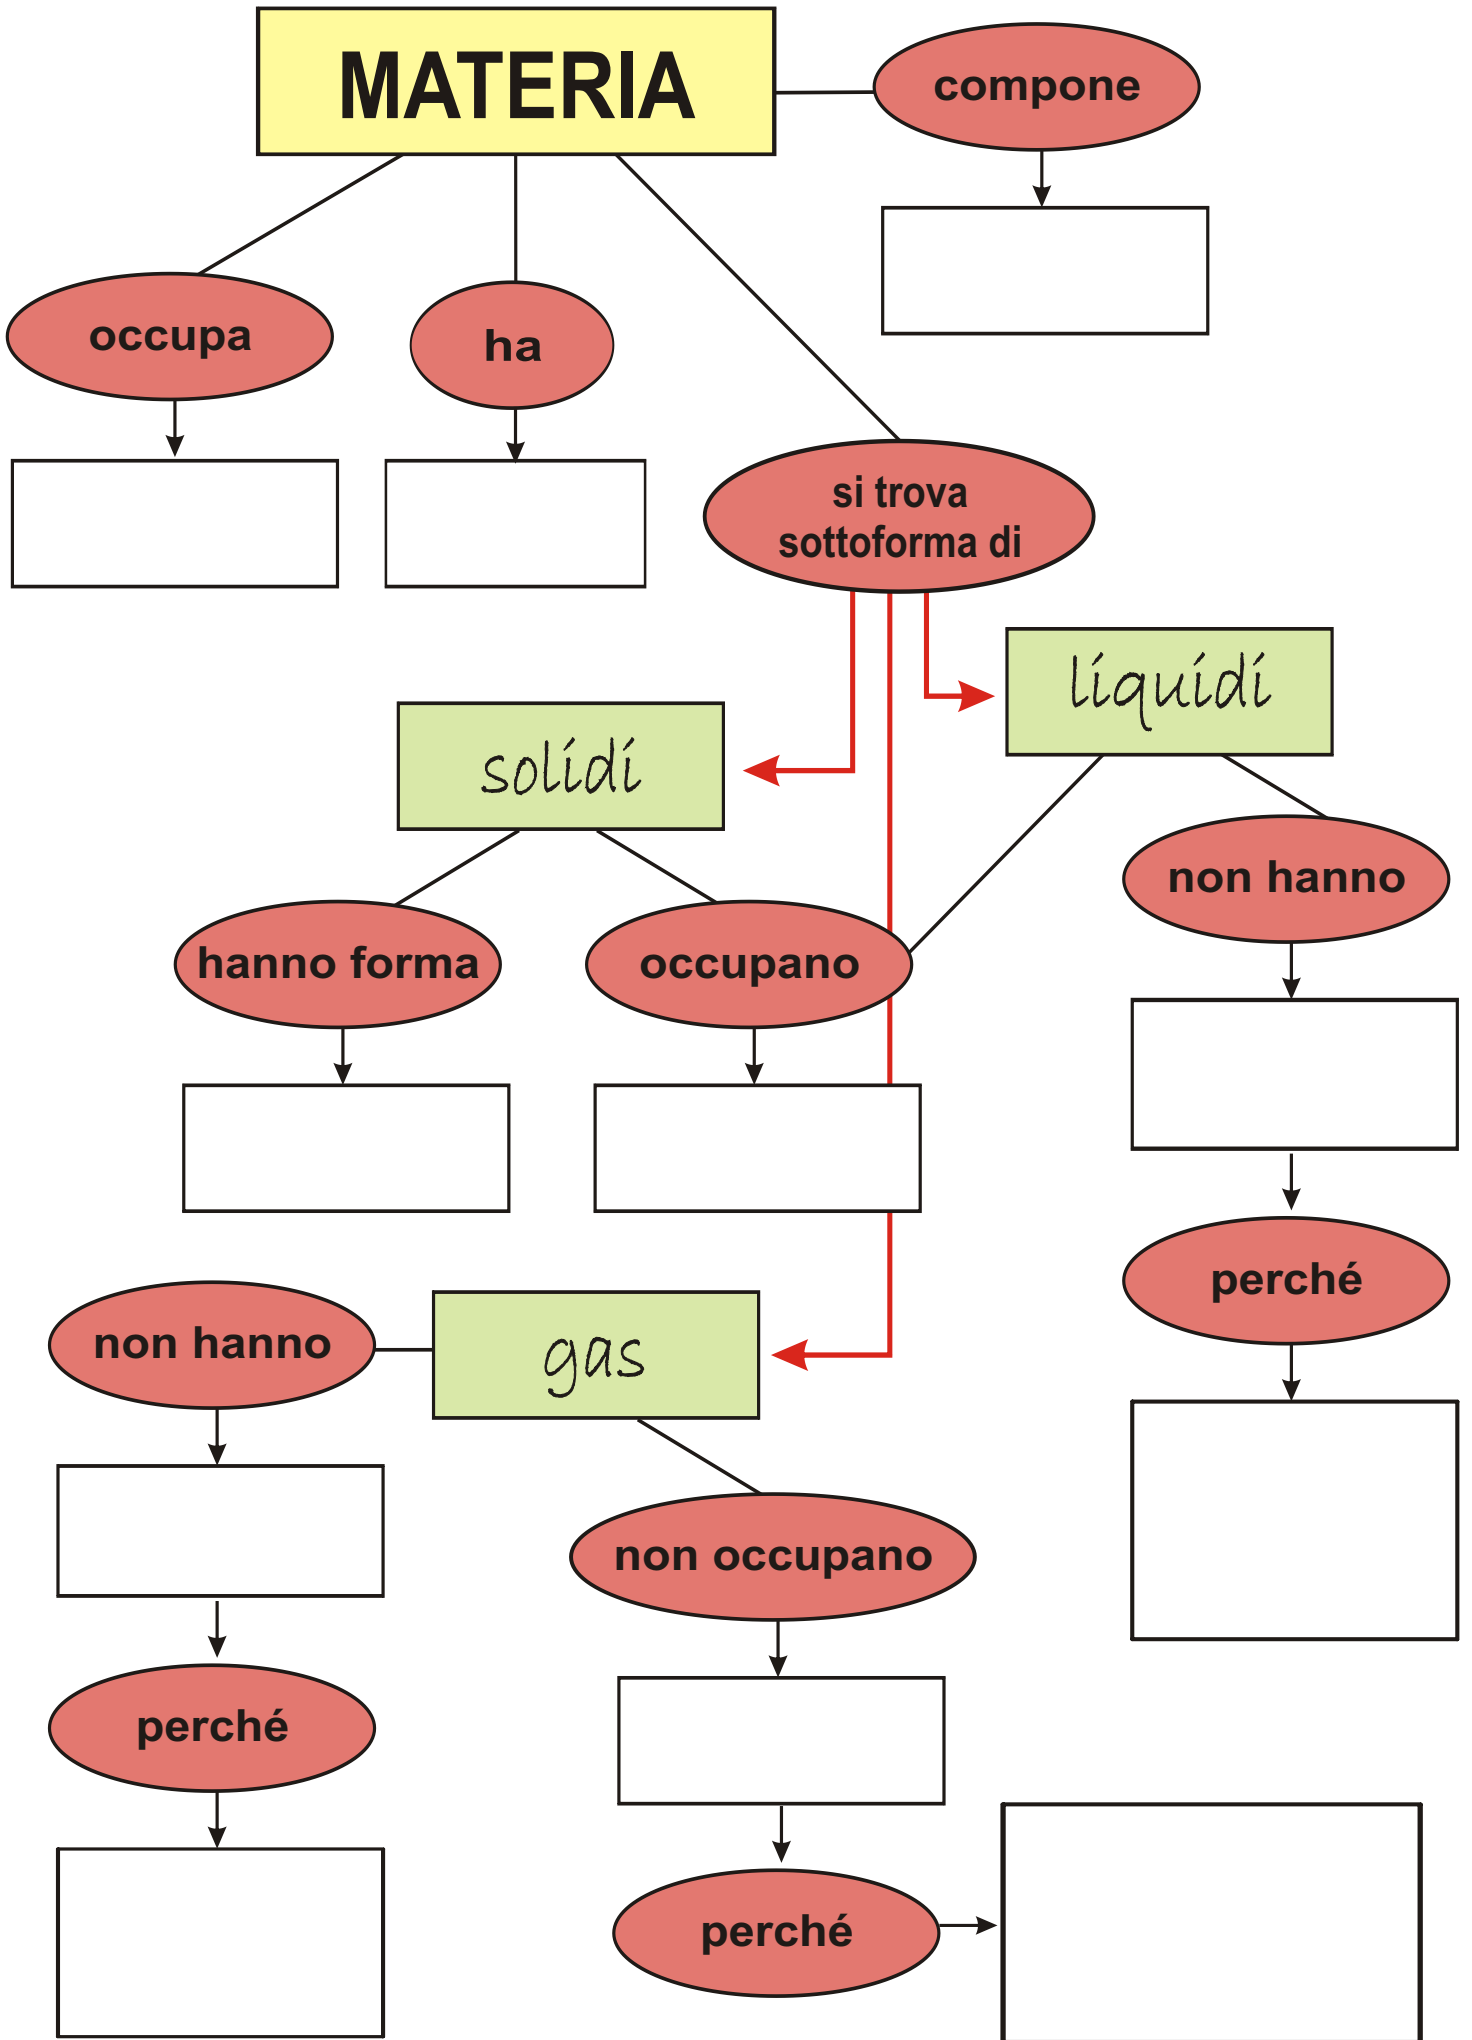 MATERIA
compone
occupa
ha
si trova
sottoforma di
liquidi
solidi
non hanno
hanno forma
occupano
perché
non hanno
gas
non occupano
perché
perché